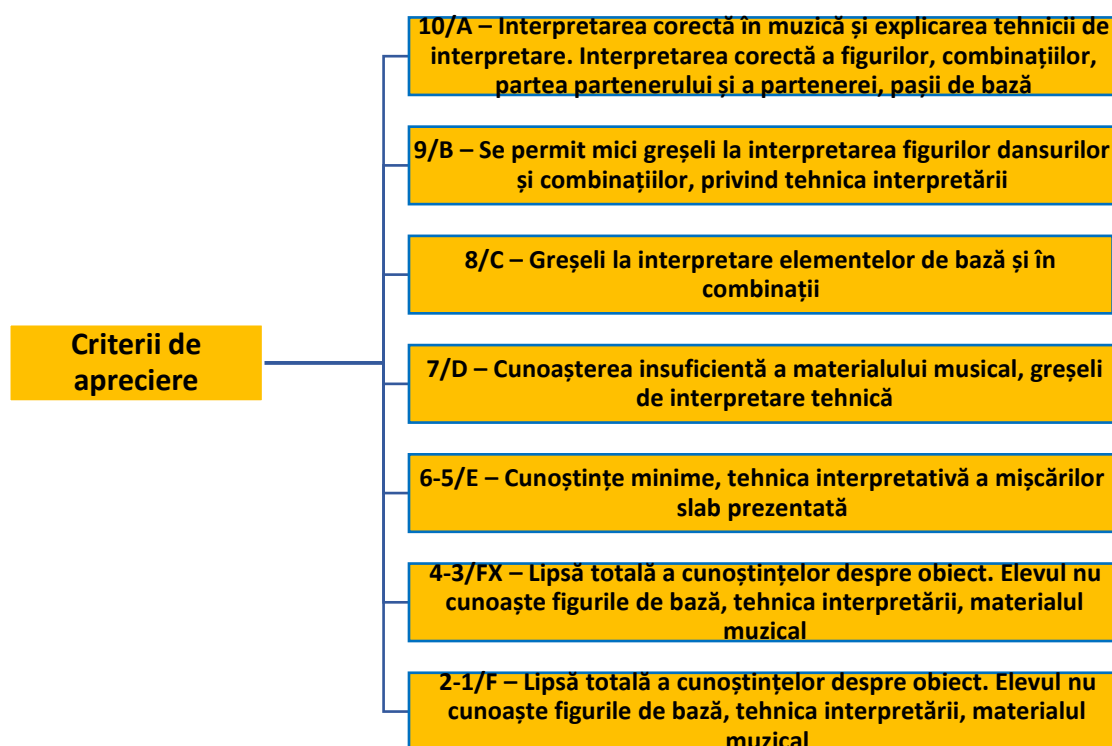 10/A – Interpretarea corectă în muzică și explicarea tehnicii de
interpretare. Interpretarea corectă a figurilor, combinațiilor,
partea partenerului și a partenerei, pașii de bază
9/B – Se permit mici greșeli la interpretarea figurilor dansurilor
și combinațiilor, privind tehnica interpretării
8/C – Greșeli la interpretare elementelor de bază și în
combinații
Criterii de
apreciere
7/D – Cunoașterea insuficientă a materialului musical, greșeli
de interpretare tehnică
6-5/E – Cunoștințe minime, tehnica interpretativă a mișcărilor
slab prezentată
4-3/FX – Lipsă totală a cunoștințelor despre obiect. Elevul nu
cunoaște figurile de bază, tehnica interpretării, materialul
muzical
2-1/F – Lipsă totală a cunoștințelor despre obiect. Elevul nu
cunoaște figurile de bază, tehnica interpretării, materialul
muzical